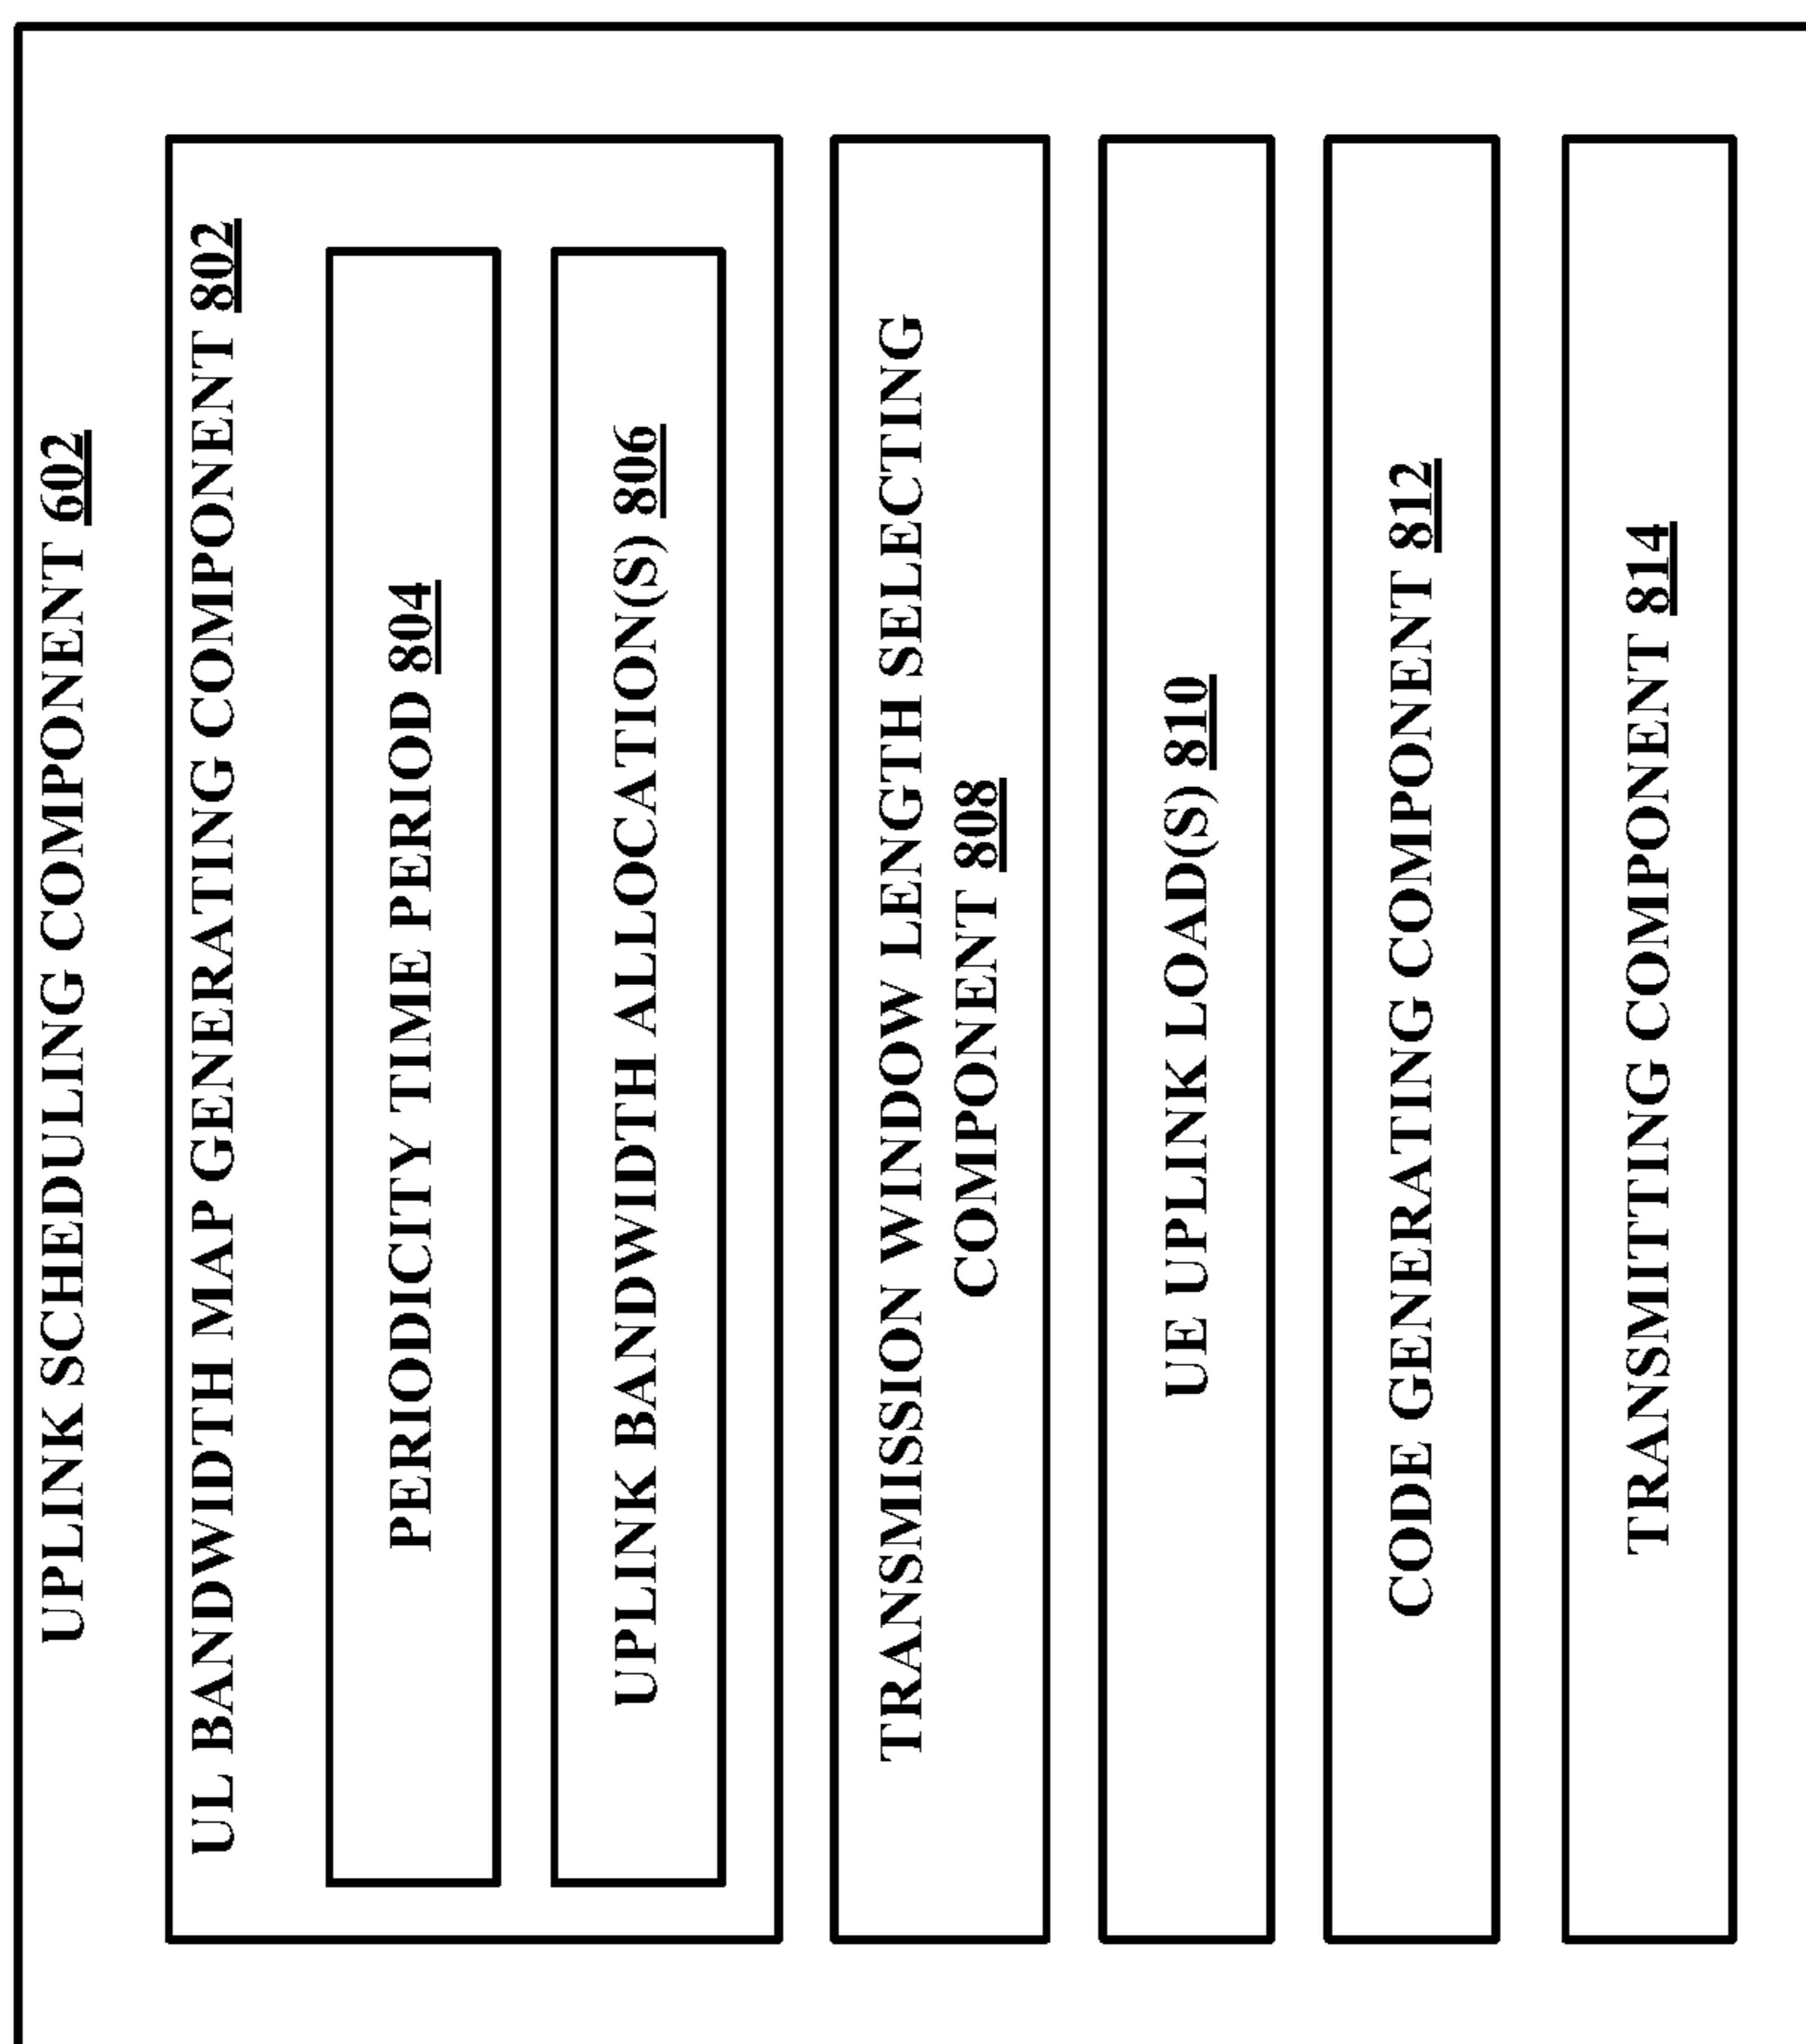 UPLINK SCHEDULING COMPONENT 602
UL BANDWIDTH MAP GENERATING COMPONENT 802
PERIODICITY TIME PERIOD 804
UPLINK BANDWIDTH ALLOCATION(S) 806
TRANSMISSION WINDOW LENGTH SELECTING
COMPONENT 808
UE UPLINK LOAD(S) 810
CODE GENERATING COMPONENT 812
TRANSMITTING COMPONENT 814